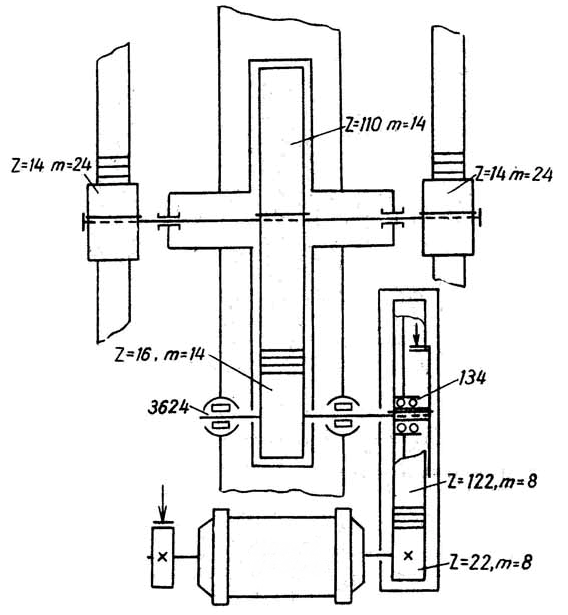 Z=110 m=14
Z=14 m=24
Z=14 m=24
Z=16, m=14
134
3624
Z=122, m=8
Z=22, m=8